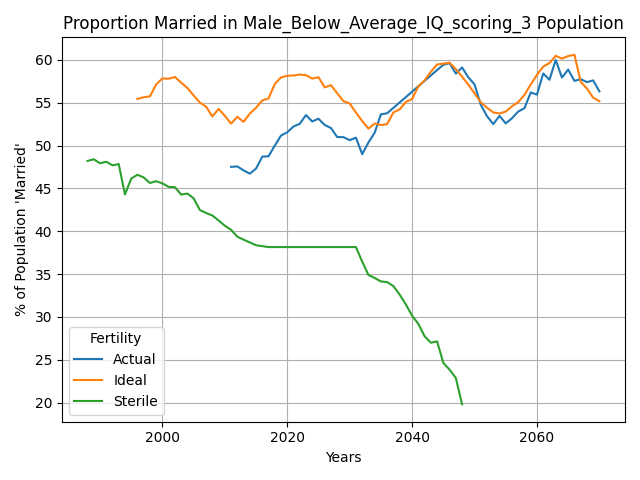 Proportion Married in Male_Below_Average_IQ_scoring_3 Population
% of Population 'Married'
60
55
50
45
40
35
30
25
20
Fertility
Actual
Ideal
Sterile
2000
2020
2040
2060
Years